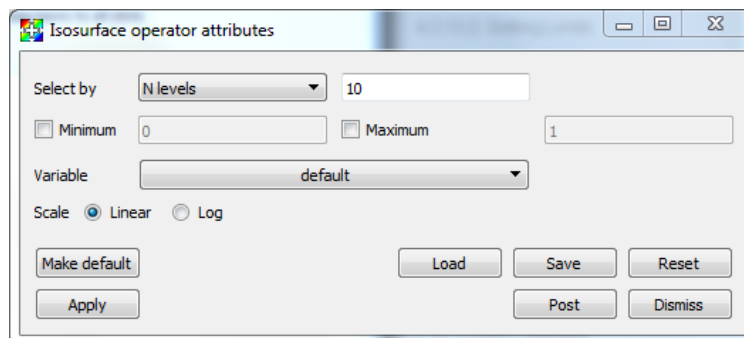 Isosurface operator attributes
Select by N levels 10
Minimum 0 Maximum 1
Variable default
Scale Linear Log
Make default Load Save Reset
Apply Post Dismiss